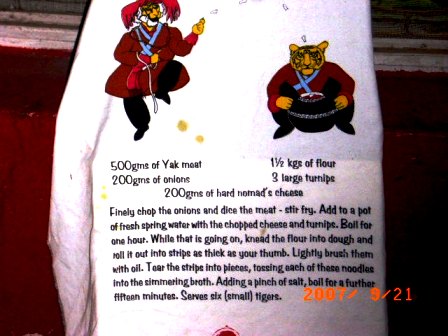 500gms of Yak meat 1½ kgs of flour
200gms of onions 3 large turnips
200gms of hard nomad's cheese
Finely chop the onions and dice the meat - stir fry. Add to a pot
of fresh spring water with the chopped cheese and turnips. Boil for
one hour. While that is going on, knead the flour into dough and
roll it out into strips as thick as your thumb. Lightly brush them
with oil. Tear the strips into pieces, tossing each of these noodles
into the simmering broth. Adding a pinch of salt, boil for a further
fifteen minutes. Serves six (small) tigers.
2007/ 9/21